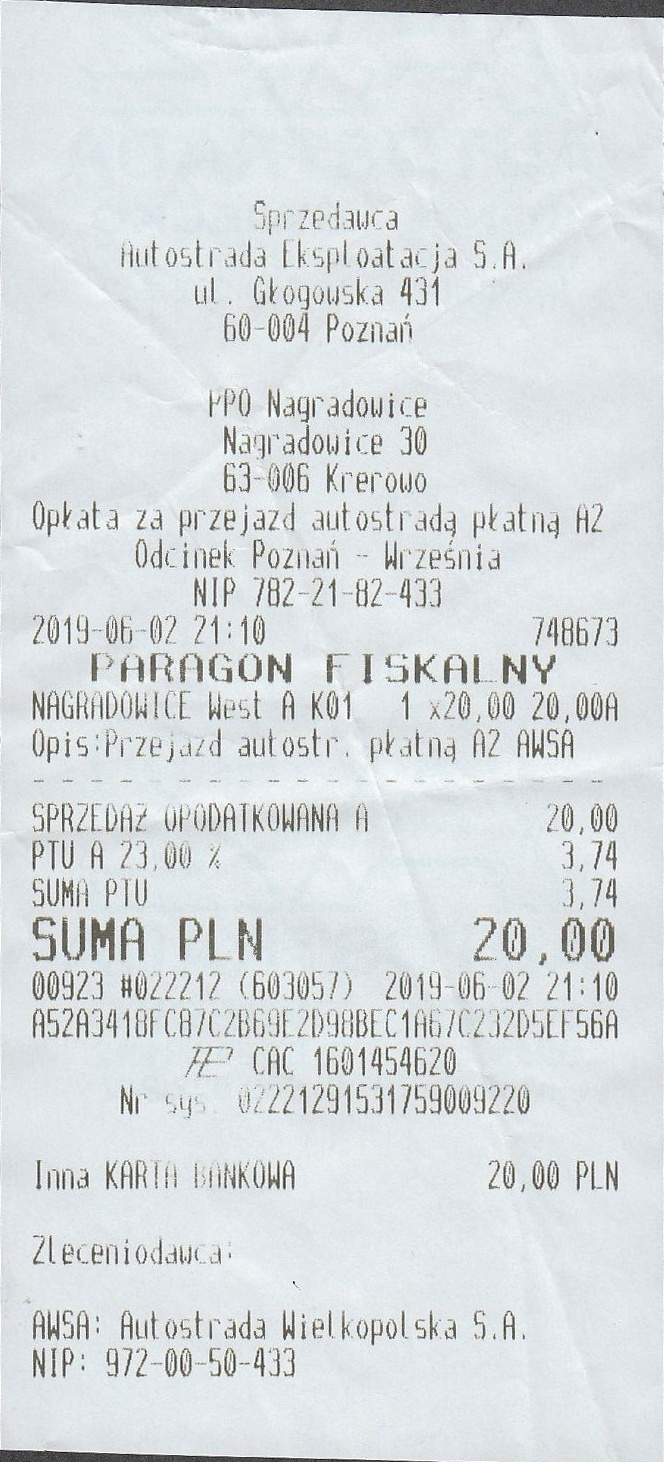 Sprzedawca
Autostrada Eksploatacja S.A.
ul. Głogowska 431
60-004 Poznań
PPO Nagradowice
Nagradowice 30
63-006 Krerowo
Opłata za przejazd autostradą płatną A2
Odcinek Poznań - Września
NIP 782-21-82-433
2019-06-02 21:10 748673
PARAGON FISKALNY
NAGRADOWICE West A K01 1 x20,00 20,00A
Opis:Przejazd autostr. płatną A2 AWSA
- - - - - - - - - - - - - - - - - - - -
SPRZEDAŻ OPODATKOWANA A 20,00
PTU A 23,00 % 3,74
SUMA PTU 3,74
SUMA PLN 20,00
00923 #022212 (603057) 2019-06-02 21:10
A52A3418FC87C2B69E2D98BEC1A67C232D5EF56A
CAC 1601454620
Nr sys. 02221291531759009220
Inna KARTA BANKOWA 20,00 PLN
Zleceniodawca:
AWSA: Autostrada Wielkopolska S.A.
NIP: 972-00-50-433